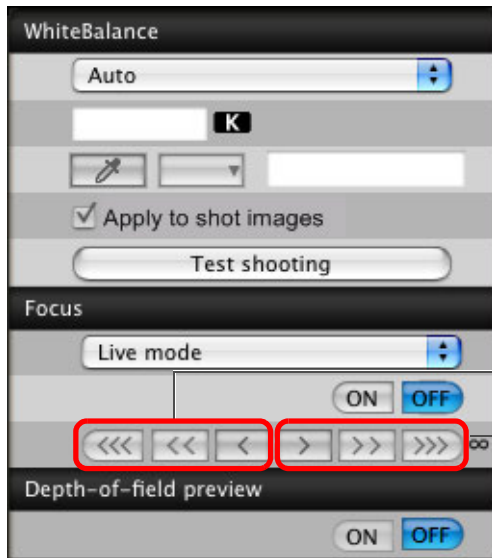 WhiteBalance
Auto
K
Apply to shot images
Test shooting
Focus
Live mode
ON OFF
<<< << < > >> >>> ∞
Depth-of-field preview
ON OFF